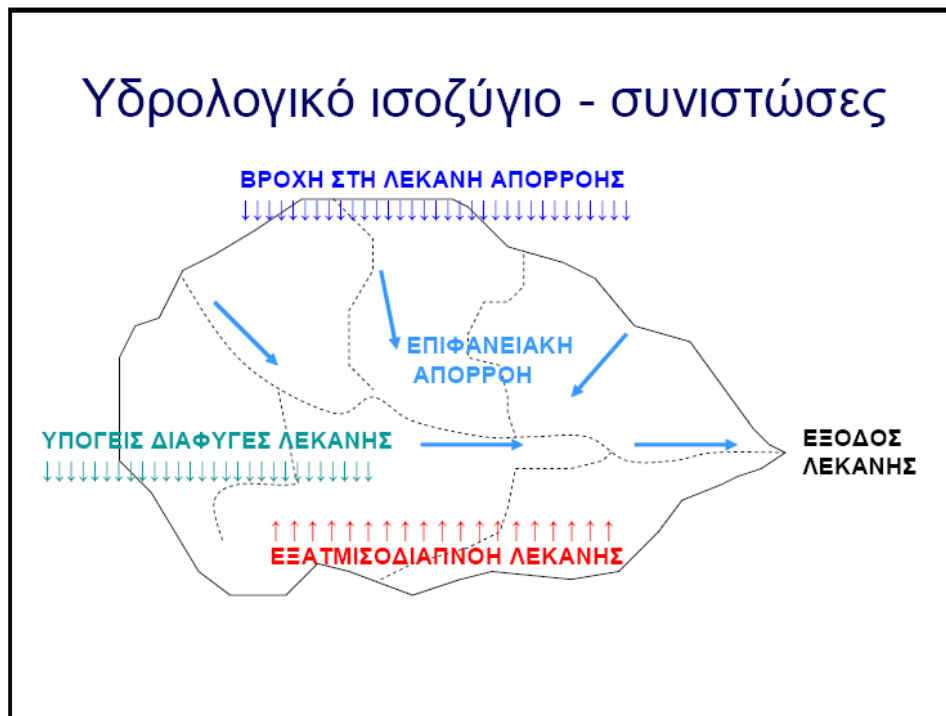 Υδρολογικό ισοζύγιο - συνιστώσες
ΒΡΟΧΗ ΣΤΗ ΛΕΚΑΝΗ ΑΠΟΡΡΟΗΣ
ΕΠΙΦΑΝΕΙΑΚΗ
ΑΠΟΡΡΟΗ
ΥΠΟΓΕΙΣ ΔΙΑΦΥΓΕΣ ΛΕΚΑΝΗΣ
ΕΞΟΔΟΣ
ΛΕΚΑΝΗΣ
ΕΞΑΤΜΙΣΟΔΙΑΠΝΟΗ ΛΕΚΑΝΗΣ